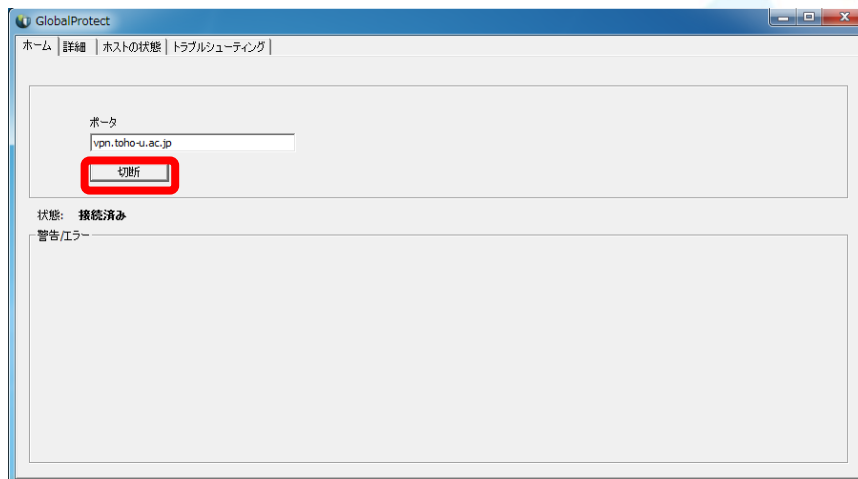 GlobalProtect
ホーム 詳細 ホストの状態 トラブルシューティング
ポータ
vpn.toho-u.ac.jp
切断
状態: 接続済み
警告/エラー